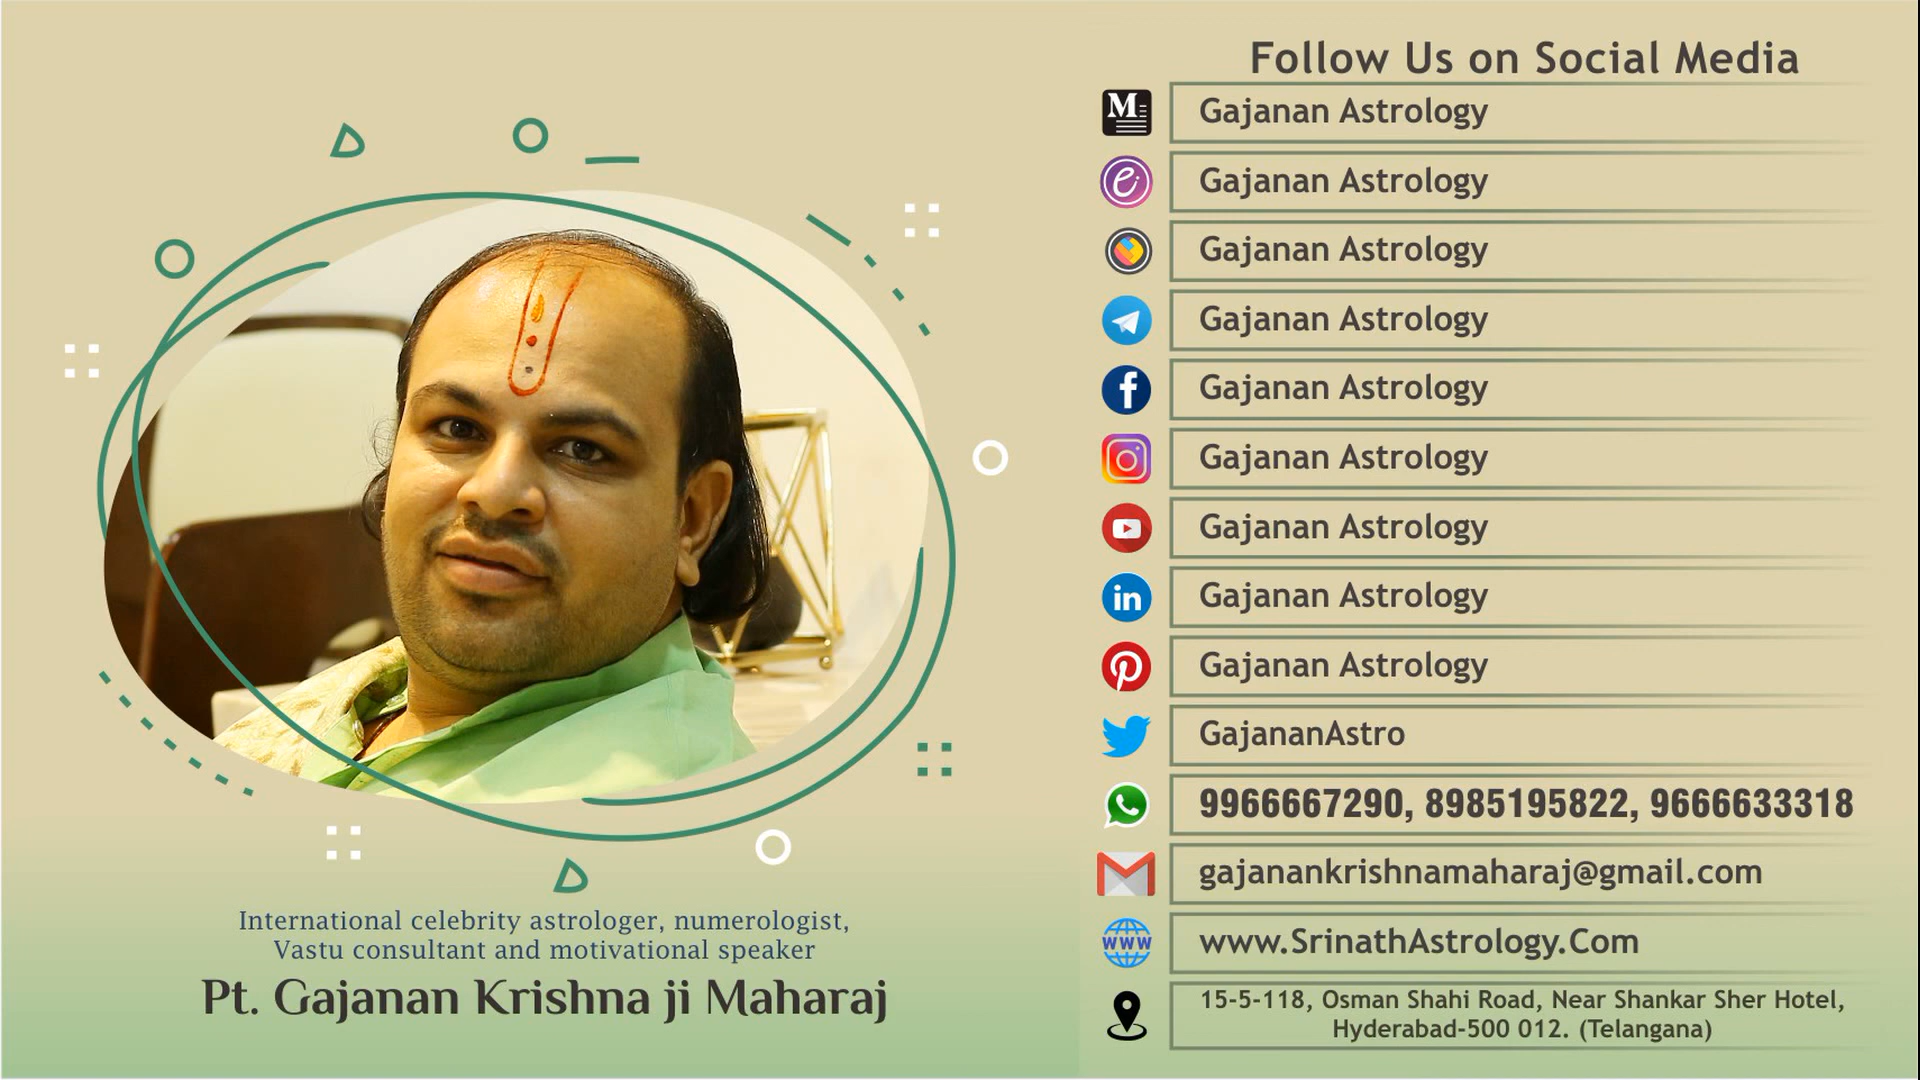 Follow Us on Social Media
Gajanan Astrology
Gajanan Astrology
Gajanan Astrology
Gajanan Astrology
Gajanan Astrology
Gajanan Astrology
Gajanan Astrology
Gajanan Astrology
Gajanan Astrology
GajananAstro
9966667290, 8985195822, 9666633318
gajanankrishnamaharaj@gmail.com
www
www.SrinathAstrology.Com
15-5-118, Osman Shahi Road, Near Shankar Sher Hotel,
Hyderabad-500 012. (Telangana)
International celebrity astrologer, numerologist,
Vastu consultant and motivational speaker
Pt. Gajanan Krishna ji Maharaj